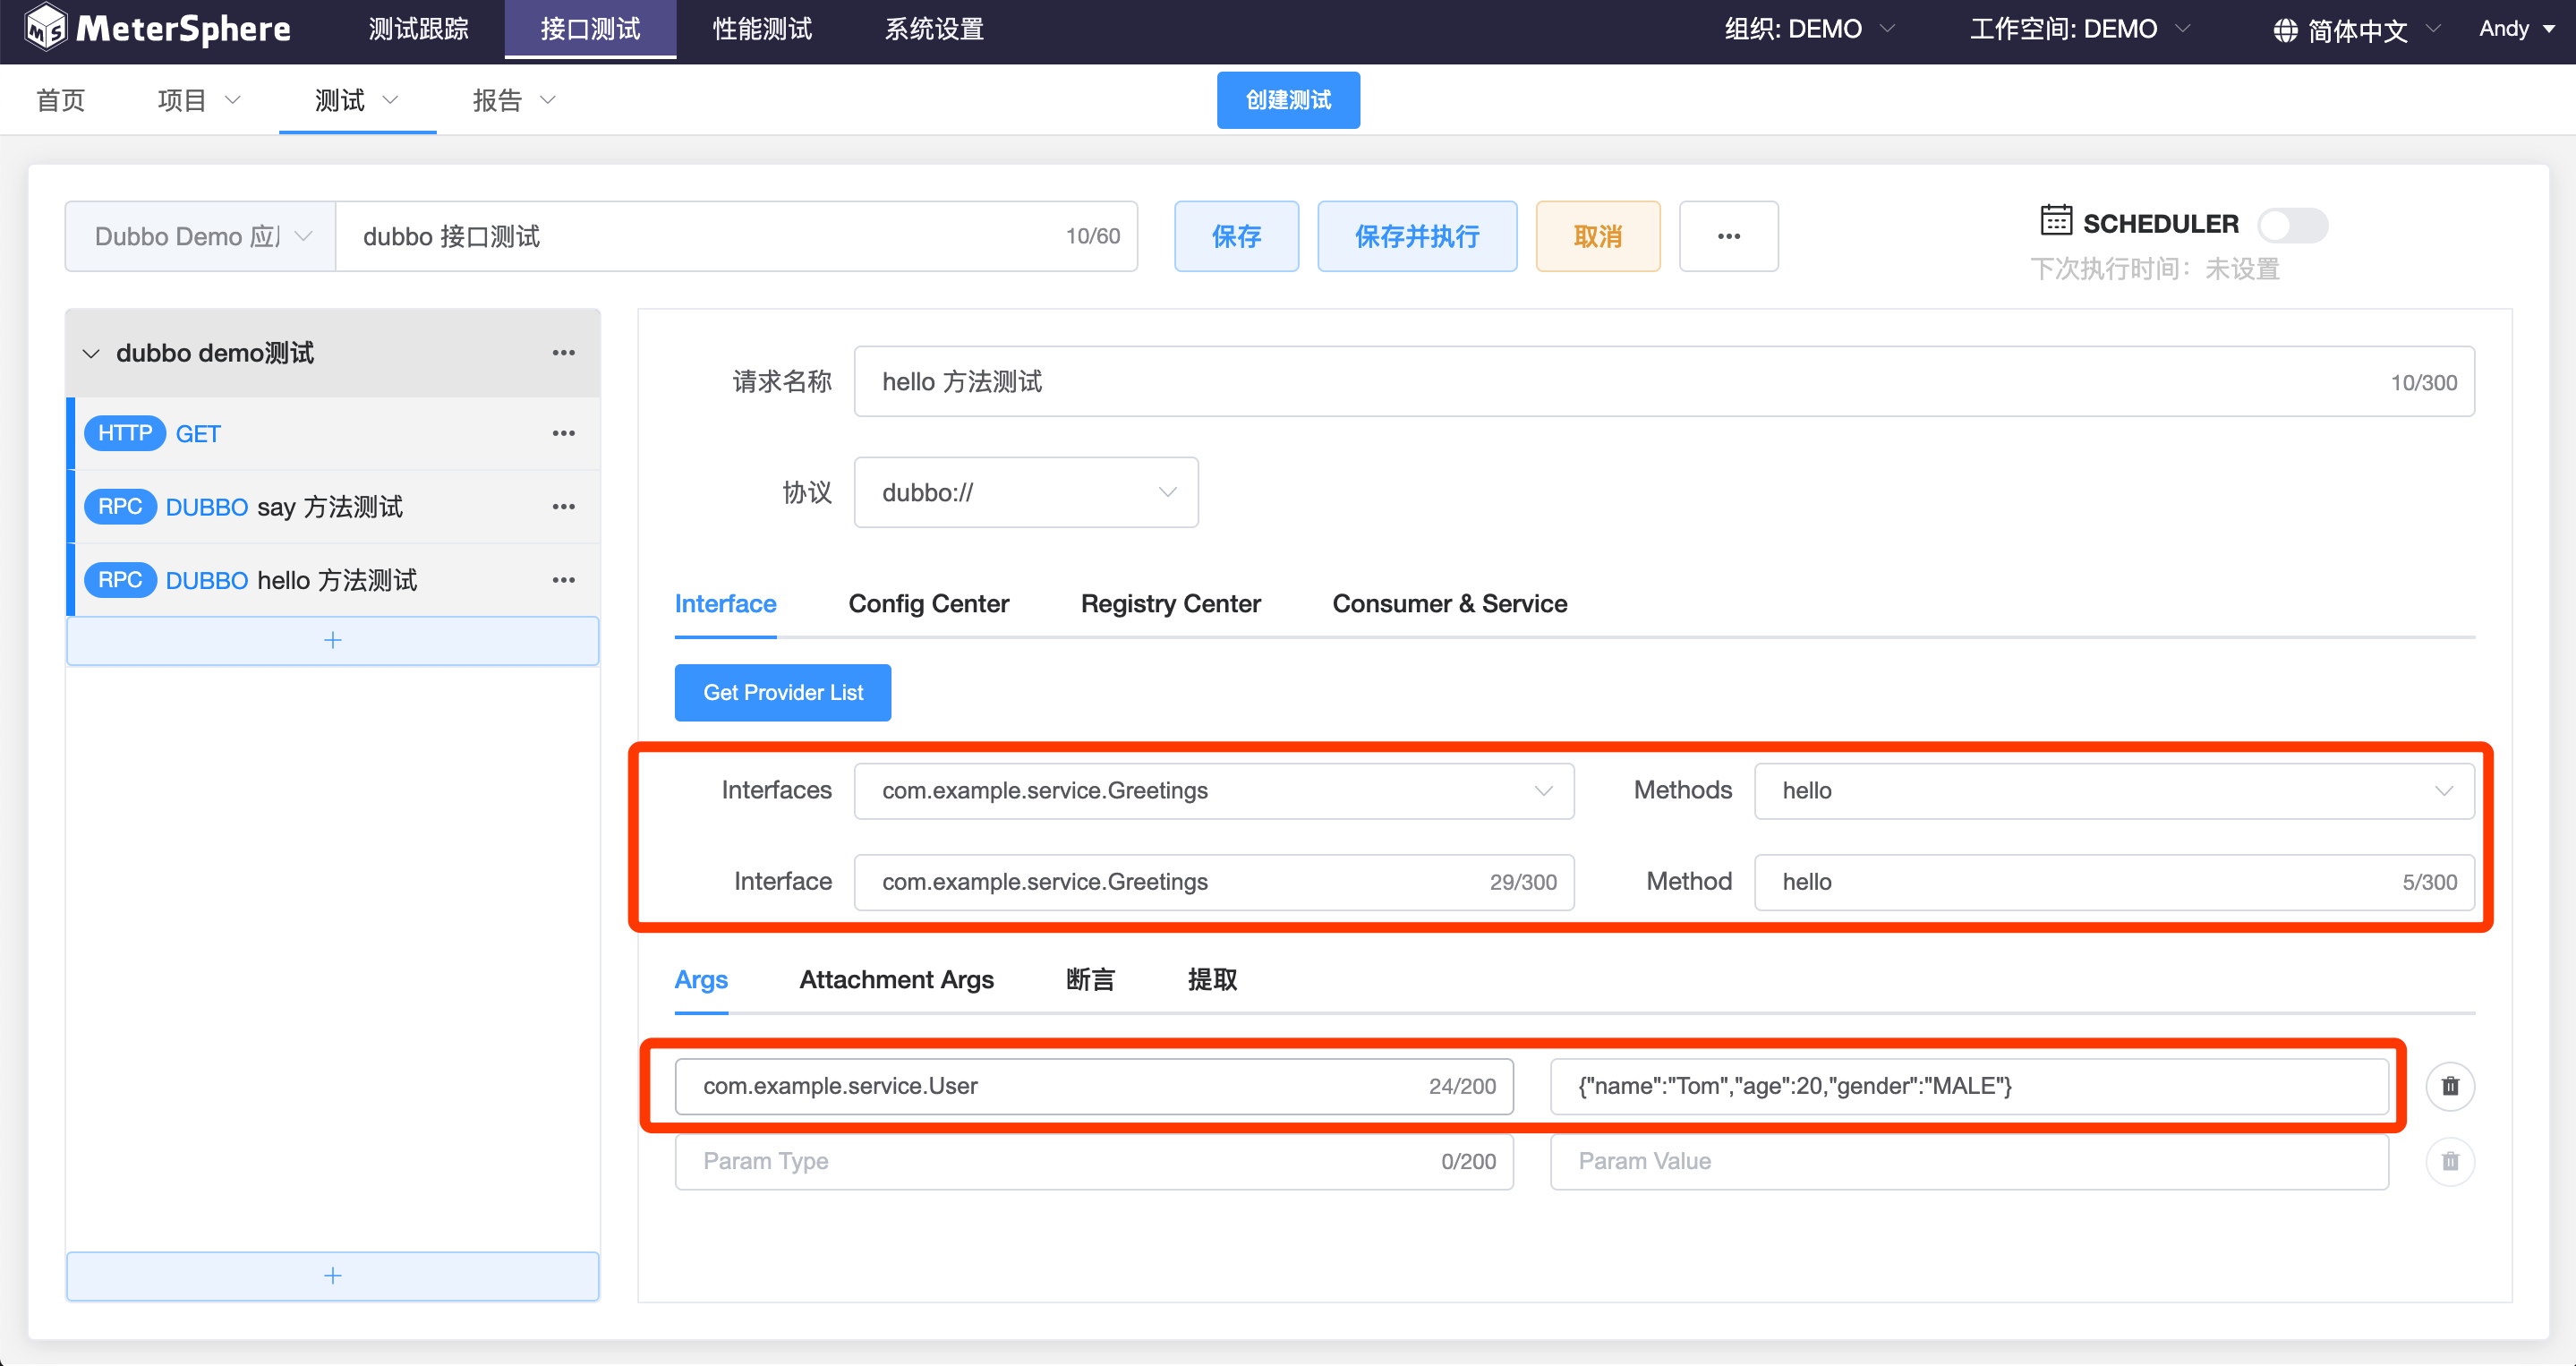 MeterSphere 测试跟踪 接口测试 性能测试 系统设置 组织: DEMO 工作空间: DEMO 简体中文 Andy
首页 项目 测试 报告 创建测试
Dubbo Demo 应 dubbo 接口测试 10/60 保存 保存并执行 取消 ••• SCHEDULER
下次执行时间：未设置
dubbo demo测试 •••
HTTP GET •••
RPC DUBBO say 方法测试 •••
RPC DUBBO hello 方法测试 •••
+
+
请求名称 hello 方法测试 10/300
协议 dubbo://
Interface Config Center Registry Center Consumer & Service
Get Provider List
Interfaces com.example.service.Greetings Methods hello
Interface com.example.service.Greetings 29/300 Method hello 5/300
Args Attachment Args 断言 提取
com.example.service.User 24/200 {"name":"Tom","age":20,"gender":"MALE"}
Param Type 0/200 Param Value